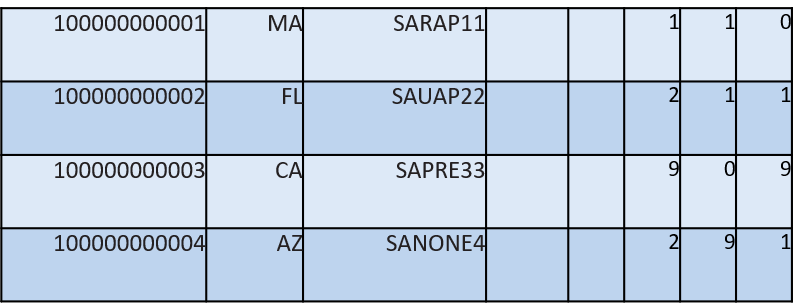 100000000001 MA SARAP11 1 1 0
100000000002 FL SAUAP22 2 1 1
100000000003 CA SAPRE33 9 0 9
100000000004 AZ SANONE4 2 9 1